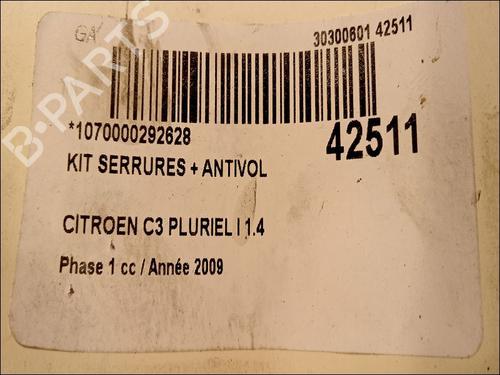 GA
30300601 42511
*1070000292628
42511
KIT SERRURES + ANTIVOL
CITROEN C3 PLURIEL I 1.4
Phase 1 cc / Année 2009
B-PARTS